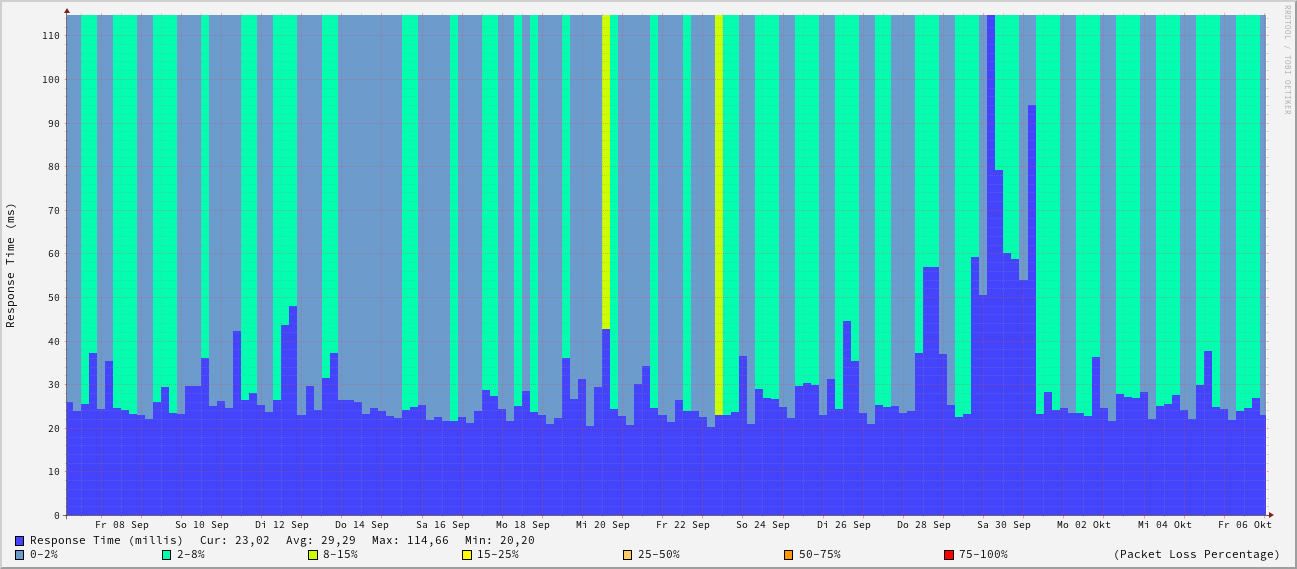 RRDTOOL / TOBI OETIKER
Response Time (ms)
110
100
90
80
70
60
50
40
30
20
10
0
Fr 08 Sep So 10 Sep Di 12 Sep Do 14 Sep Sa 16 Sep Mo 18 Sep Mi 20 Sep Fr 22 Sep So 24 Sep Di 26 Sep Do 28 Sep Sa 30 Sep Mo 02 Okt Mi 04 Okt Fr 06 Okt
Response Time (millis) Cur: 23,02 Avg: 29,29 Max: 114,66 Min: 20,20
0-2% 2-8% 8-15% 15-25% 25-50% 50-75% 75-100% (Packet Loss Percentage)